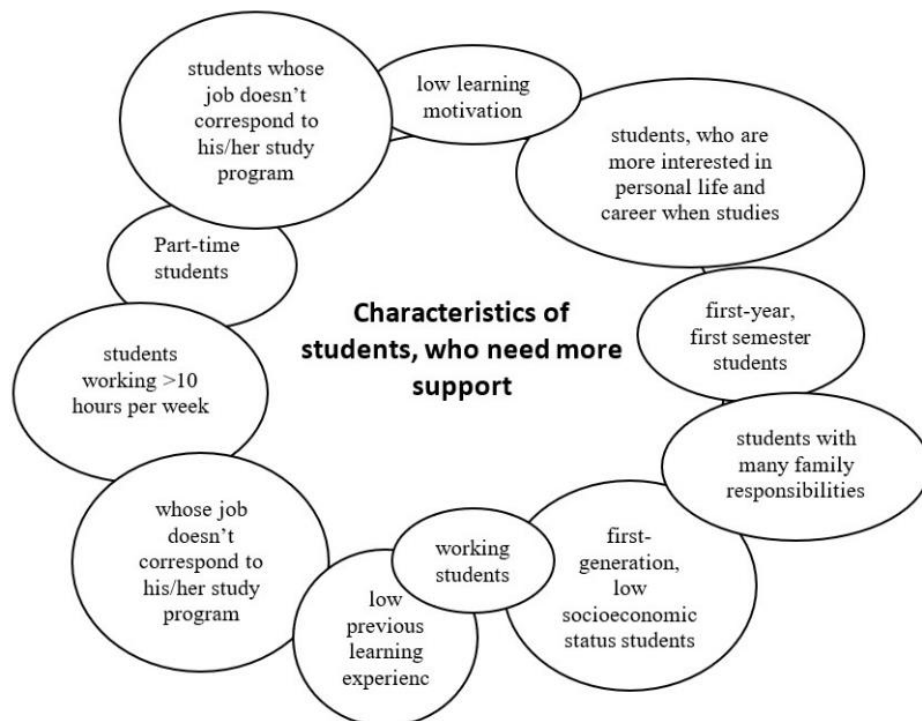 students whose
job doesn't
correspond to
his/her study
program
low learning
motivation
students, who are
more interested in
personal life and
career when studies
first-year,
first semester
students
students with
many family
responsibilities
first-
generation,
low
socioeconomic
status students
working
students
low
previous
learning
experienc
whose job
doesn't
correspond to
his/her study
program
students
working >10
hours per week
Part-time
students
Characteristics of
students, who need more
support